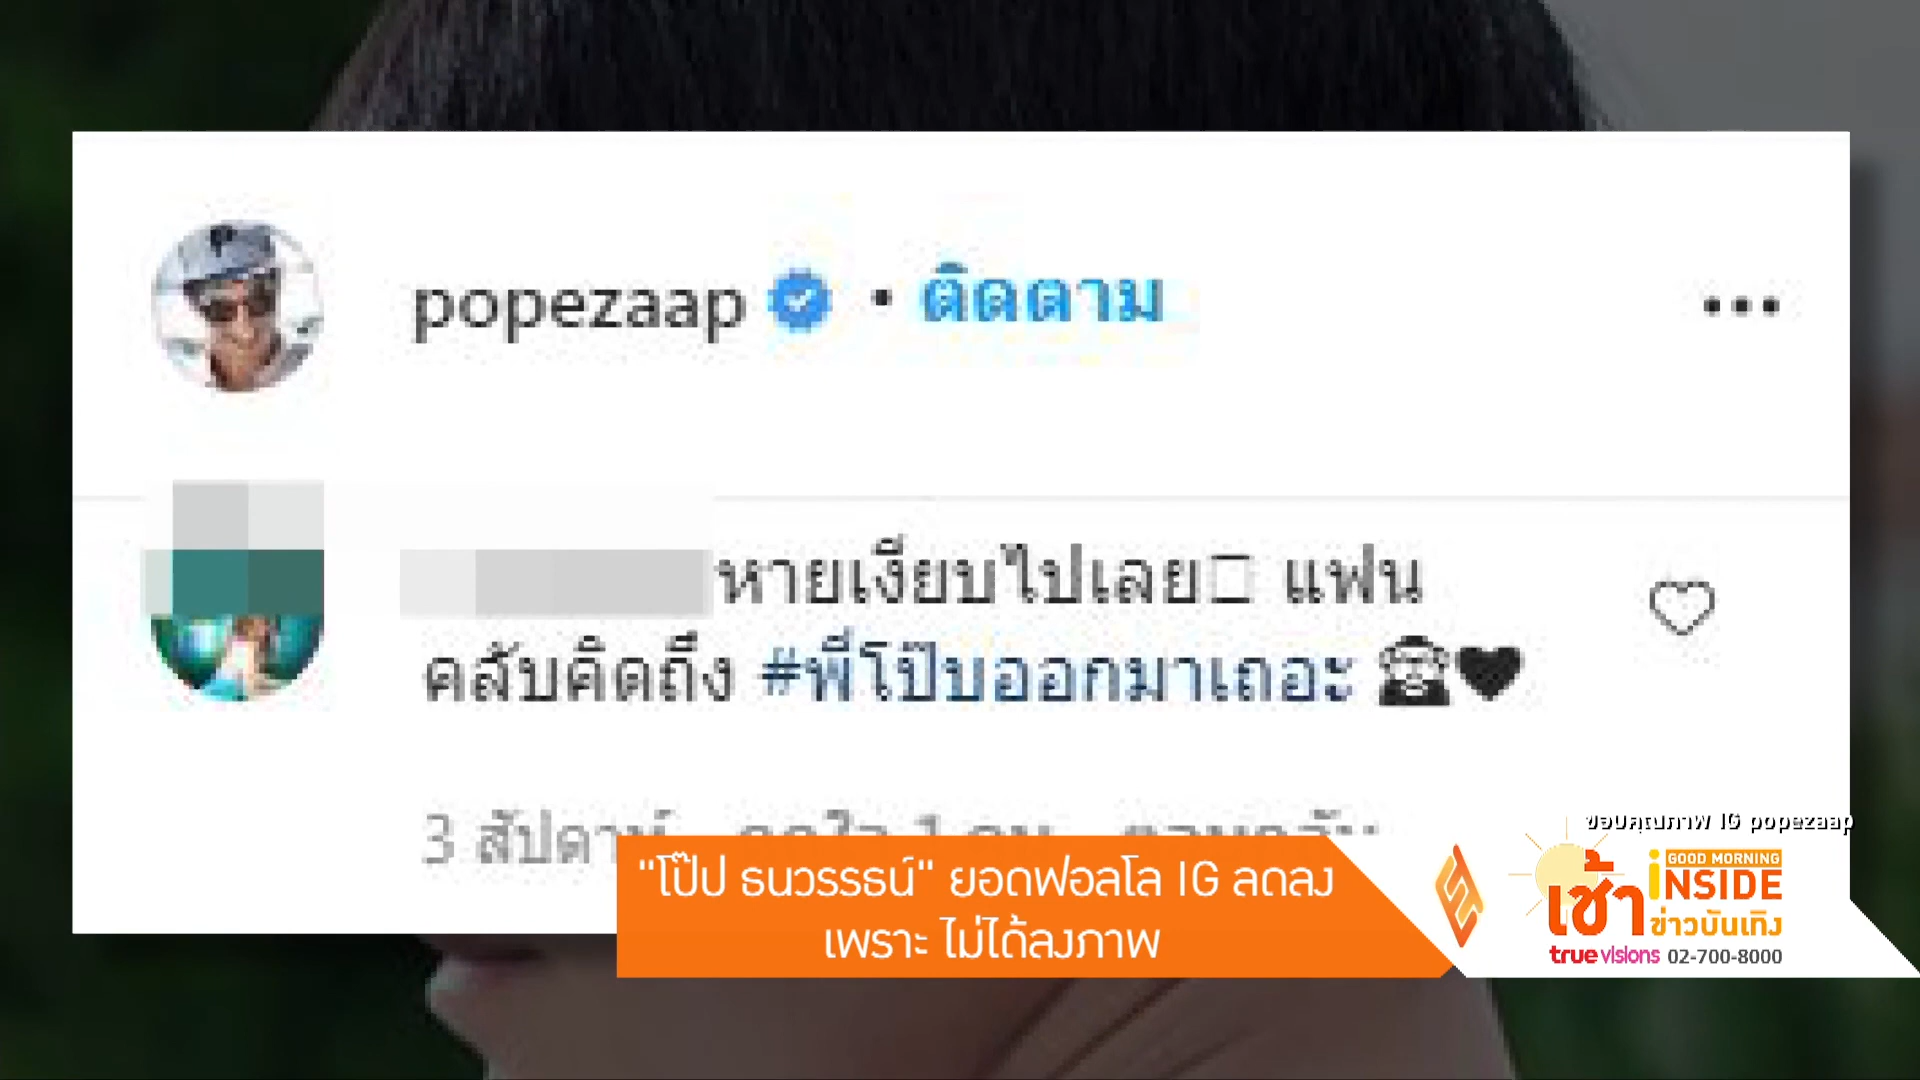 popezaap • ติดตาม
หายเงียบไปเลย แฟน
คลับคิดถึง #พี่โป๊บออกมาเถอะ
3 สัปดาห์
ขอบคุณภาพ IG popezaap
"โป๊ป ธนวรรธน์" ยอดฟอลโล IG ลดลง
เพราะ ไม่ได้ลงภาพ
เช้า
GOOD MORNING
iNSIDE
ข่าวบันเทิง
true visions 02-700-8000